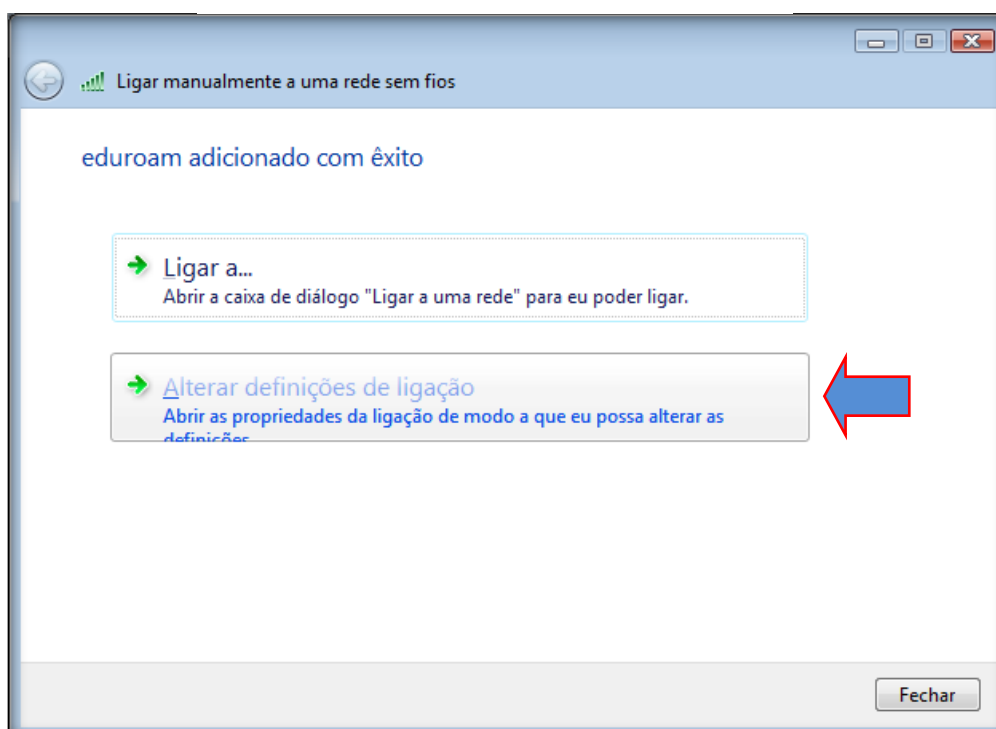 Ligar manualmente a uma rede sem fios
eduroam adicionado com êxito
Ligar a...
Abrir a caixa de diálogo "Ligar a uma rede" para eu poder ligar.
Alterar definições de ligação
Abrir as propriedades da ligação de modo a que eu possa alterar as
definições.
Fechar